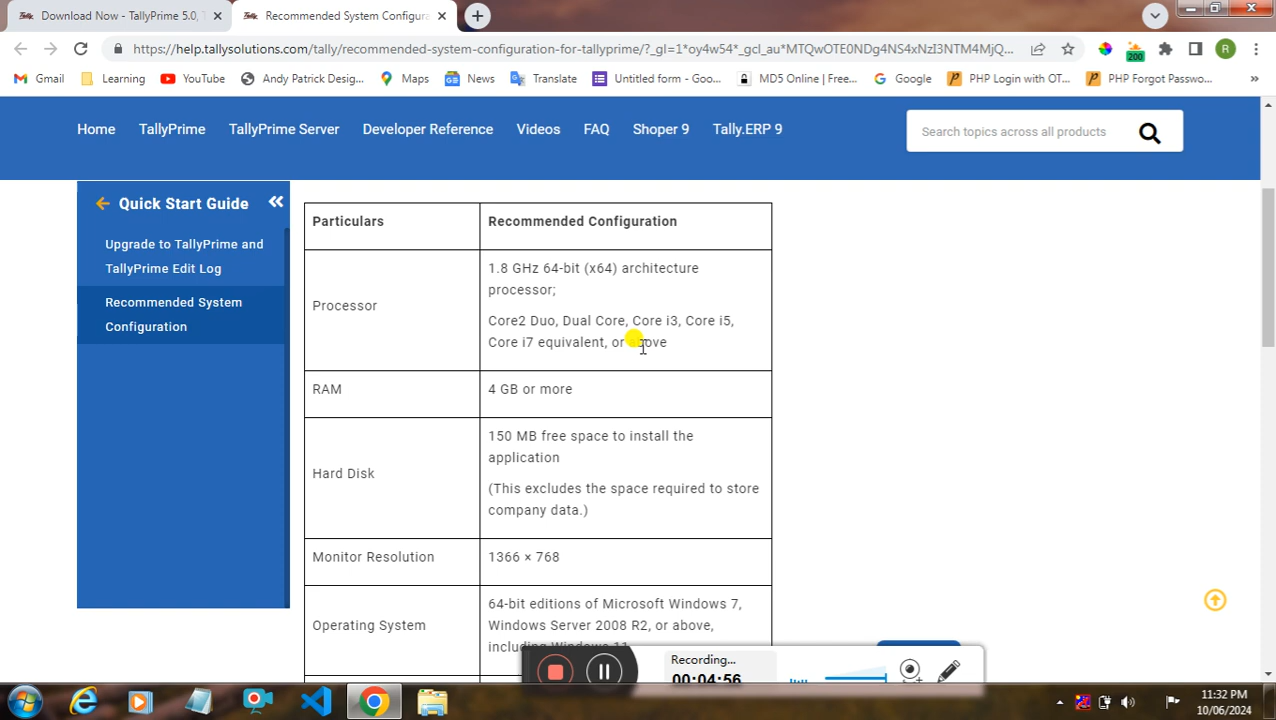 Download Now - TallyPrime 5.0, T
Recommended System Configura
https://help.tallysolutions.com/tally/recommended-system-configuration-for-tallyprime/?_gl=1*oy4w54*_gcl_au*MTQwOTE0NDg4NS4xNzI3NTM4MjQ...
200
R
Gmail
Learning
YouTube
Andy Patrick Desig...
Maps
News
Translate
Untitled form - Goo...
MD5 Online | Free...
Google
PHP Login with OT...
PHP Forgot Passwo...
Home
TallyPrime
TallyPrime Server
Developer Reference
Videos
FAQ
Shoper 9
Tally.ERP 9
Search topics across all products
Quick Start Guide
Upgrade to TallyPrime and
TallyPrime Edit Log
Recommended System
Configuration
Particulars
Recommended Configuration
Processor
1.8 GHz 64-bit (x64) architecture
processor;
Core2 Duo, Dual Core, Core i3, Core i5,
Core i7 equivalent, or above
RAM
4 GB or more
Hard Disk
150 MB free space to install the
application
(This excludes the space required to store
company data.)
Monitor Resolution
1366 × 768
Operating System
64-bit editions of Microsoft Windows 7,
Windows Server 2008 R2, or above,
including Windows 11
Recording...
00:04:56
11:32 PM
10/06/2024